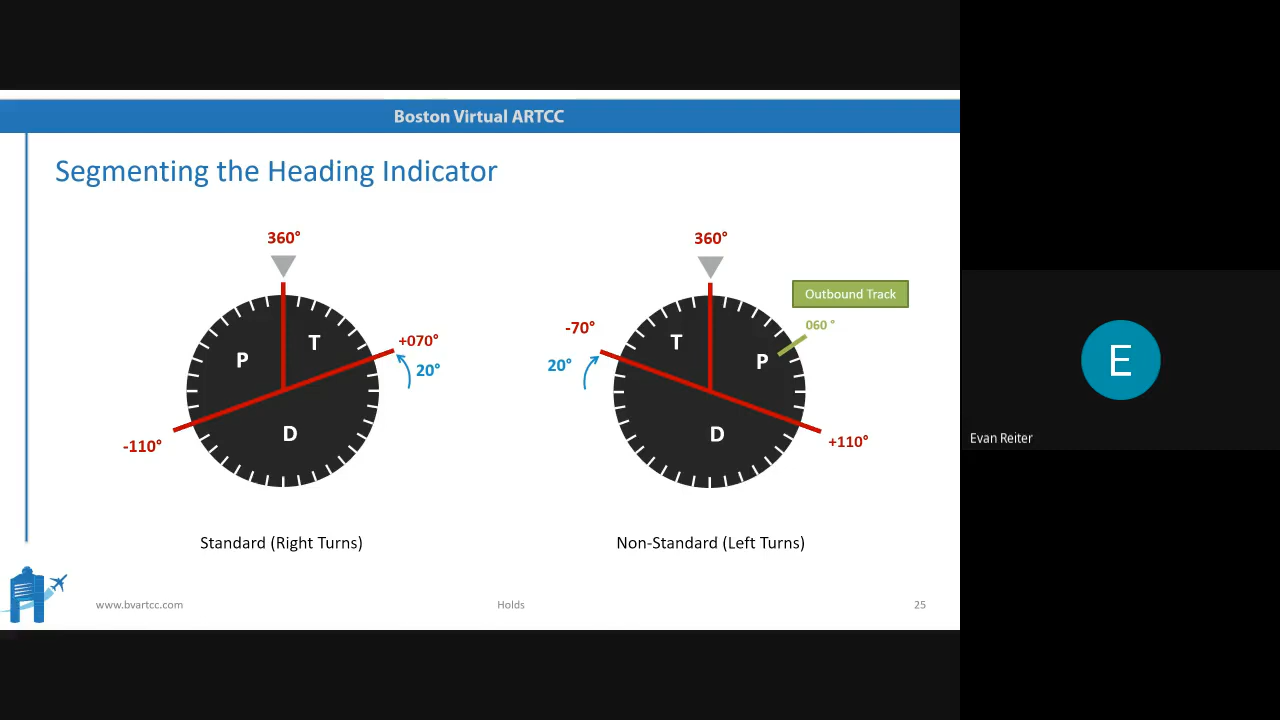 Boston Virtual ARTCC
Segmenting the Heading Indicator
360°
P
T
+070°
20°
-110°
D
Standard (Right Turns)
360°
Outbound Track
060 °
-70°
20°
T
P
D
+110°
Non-Standard (Left Turns)
www.bvartcc.com
Holds
25
E
Evan Reiter